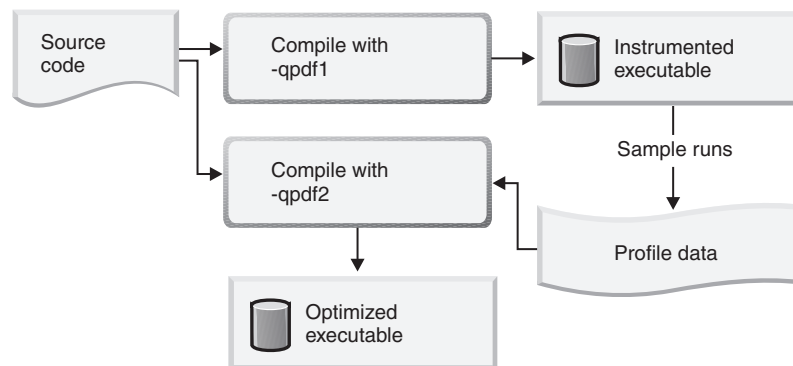 Source
code
Compile with
-qpdf1
Instrumented
executable
Sample runs
Compile with
-qpdf2
Profile data
Optimized
executable